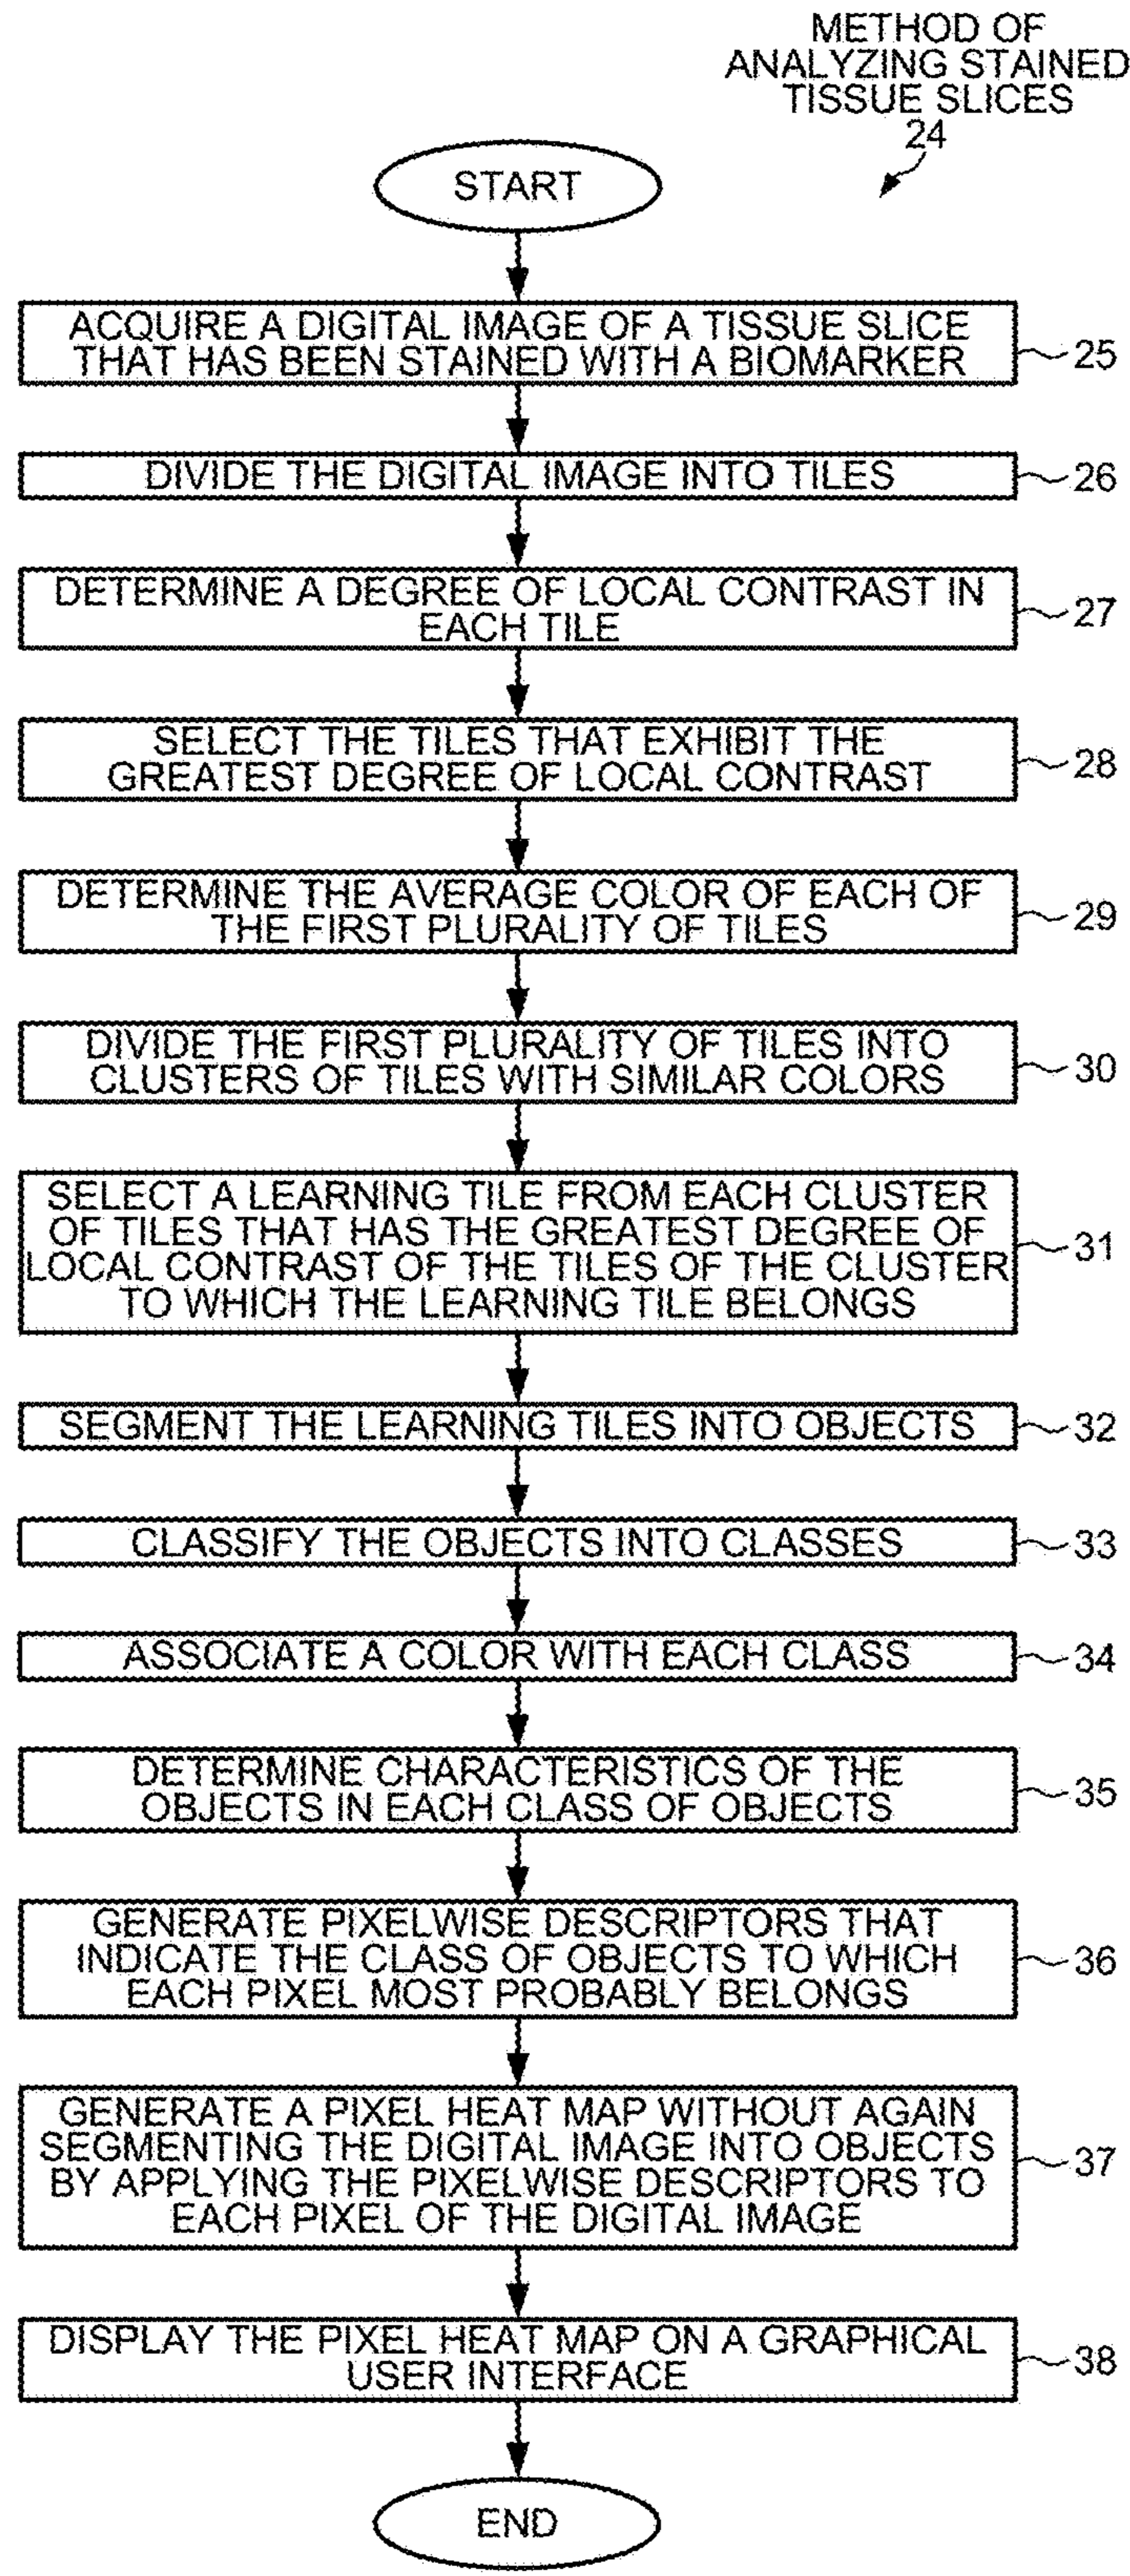 METHOD OF
ANALYZING STAINED
TISSUE SLICES
24
START
ACQUIRE A DIGITAL IMAGE OF A TISSUE SLICE
THAT HAS BEEN STAINED WITH A BIOMARKER
25
DIVIDE THE DIGITAL IMAGE INTO TILES
26
DETERMINE A DEGREE OF LOCAL CONTRAST IN
EACH TILE
27
SELECT THE TILES THAT EXHIBIT THE
GREATEST DEGREE OF LOCAL CONTRAST
28
DETERMINE THE AVERAGE COLOR OF EACH OF
THE FIRST PLURALITY OF TILES
29
DIVIDE THE FIRST PLURALITY OF TILES INTO
CLUSTERS OF TILES WITH SIMILAR COLORS
30
SELECT A LEARNING TILE FROM EACH CLUSTER
OF TILES THAT HAS THE GREATEST DEGREE OF
LOCAL CONTRAST OF THE TILES OF THE CLUSTER
TO WHICH THE LEARNING TILE BELONGS
31
SEGMENT THE LEARNING TILES INTO OBJECTS
32
CLASSIFY THE OBJECTS INTO CLASSES
33
ASSOCIATE A COLOR WITH EACH CLASS
34
DETERMINE CHARACTERISTICS OF THE
OBJECTS IN EACH CLASS OF OBJECTS
35
GENERATE PIXELWISE DESCRIPTORS THAT
INDICATE THE CLASS OF OBJECTS TO WHICH
EACH PIXEL MOST PROBABLY BELONGS
36
GENERATE A PIXEL HEAT MAP WITHOUT AGAIN
SEGMENTING THE DIGITAL IMAGE INTO OBJECTS
BY APPLYING THE PIXELWISE DESCRIPTORS TO
EACH PIXEL OF THE DIGITAL IMAGE
37
DISPLAY THE PIXEL HEAT MAP ON A GRAPHICAL
USER INTERFACE
38
END